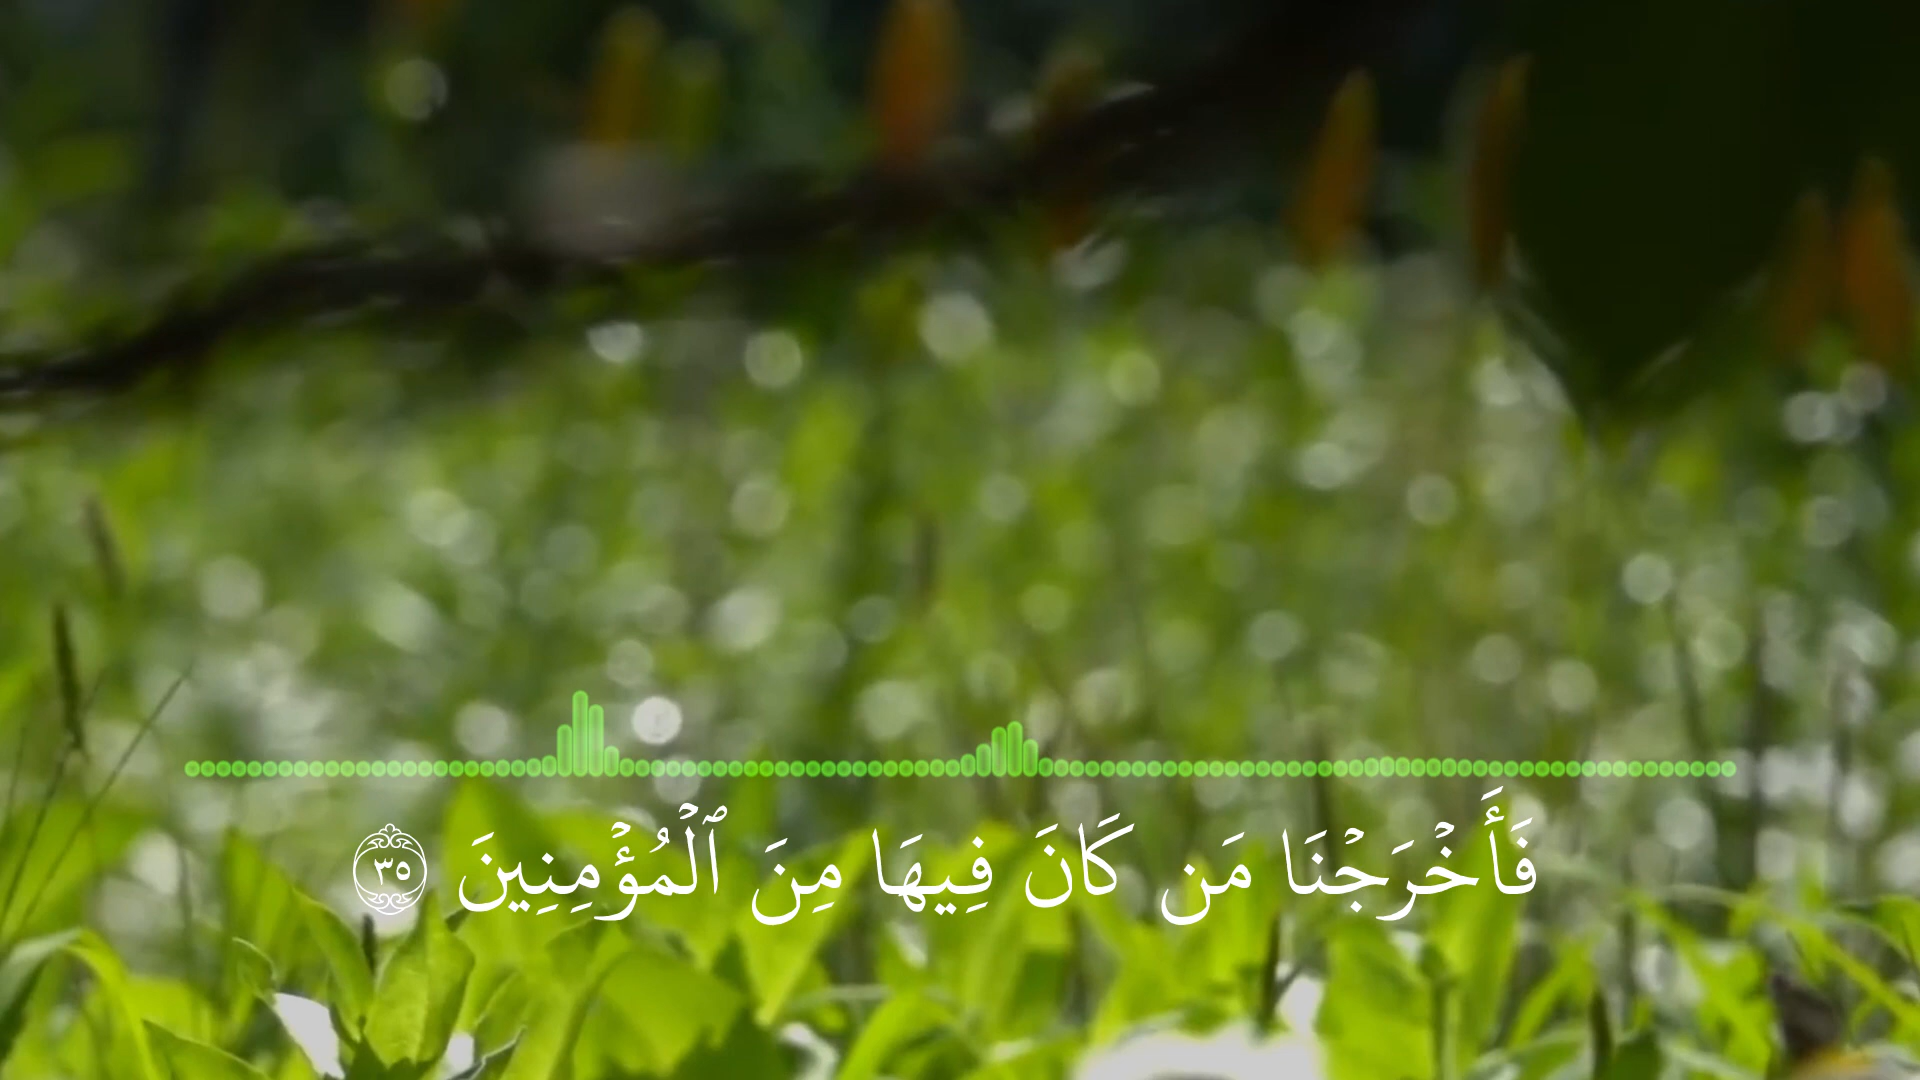 فَأَخۡرَجۡنَا مَن كَانَ فِيهَا مِنَ ٱلۡمُؤۡمِنِينَ ٣٥